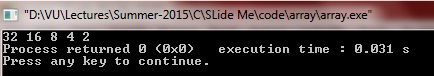 "D:\VU\Lectures\Summer-2015\C\SLide Me\code\array\array.exe"
32 16 8 4 2
Process returned 0 (0x0)   execution time : 0.031 s
Press any key to continue.